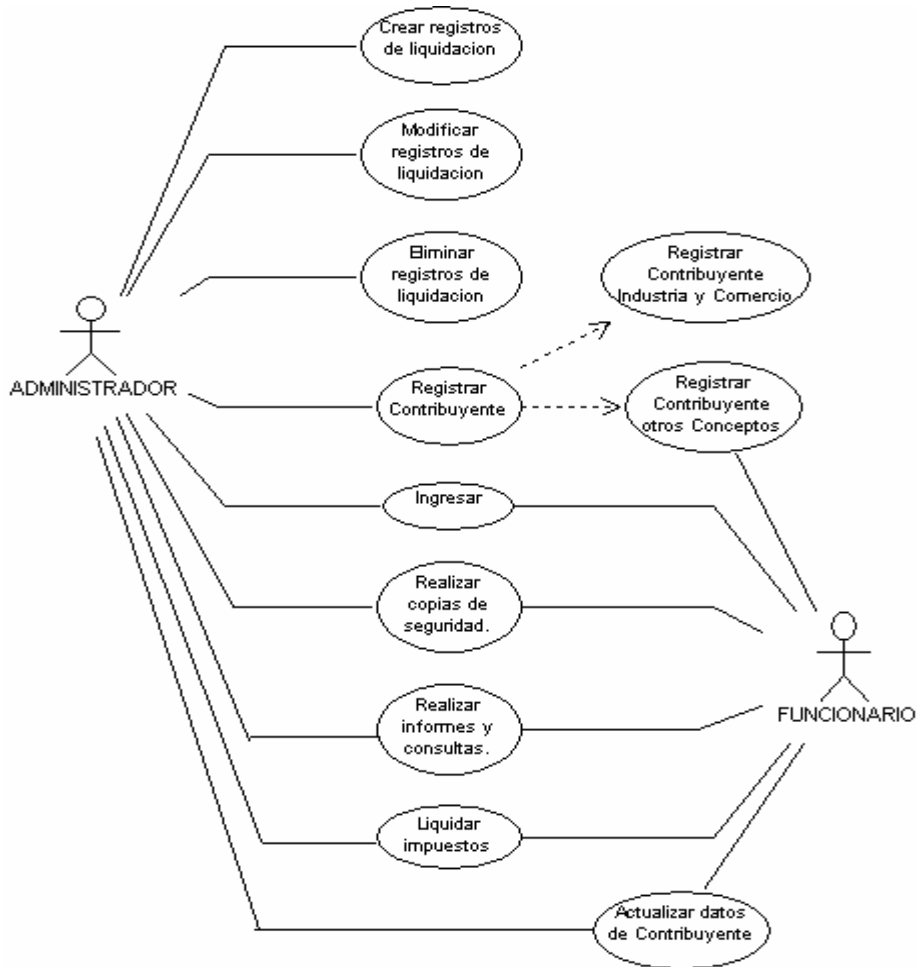 Crear registros
de liquidacion
Modificar
registros de
liquidacion
Eliminar
registros de
liquidacion
Registrar
Contribuyente
Industria y Comercio
ADMINISTRADOR
Registrar
Contribuyente
Registrar
Contribuyente
otros Conceptos
Ingresar
Realizar
copias de
seguridad.
FUNCIONARIO
Realizar
informes y
consultas.
Liquidar
impuestos
Actualizar datos
de Contribuyente